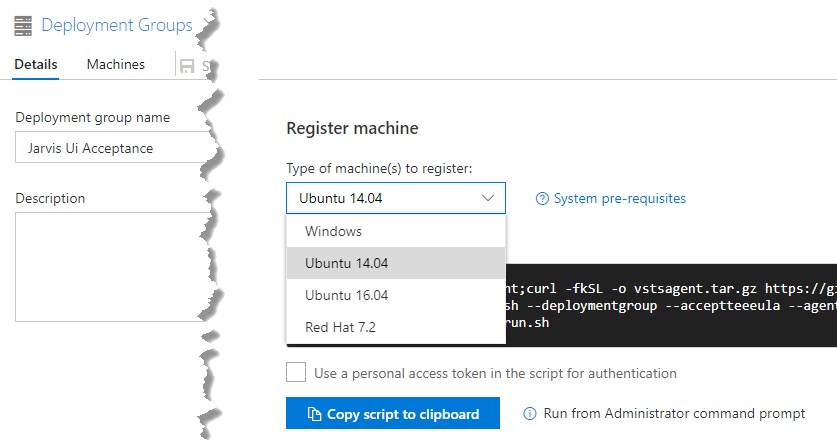 Deployment Groups
Details
Machines
Deployment group name
Jarvis Ui Acceptance
Description
Register machine
Type of machine(s) to register:
Ubuntu 14.04
System pre-requisites
Windows
Ubuntu 14.04
Ubuntu 16.04
Red Hat 7.2
nt;curl -fkSL -o vstsagent.tar.gz https://gi
sh --deploymentgroup --acceptteeeula --agent
run.sh
Use a personal access token in the script for authentication
Copy script to clipboard
Run from Administrator command prompt